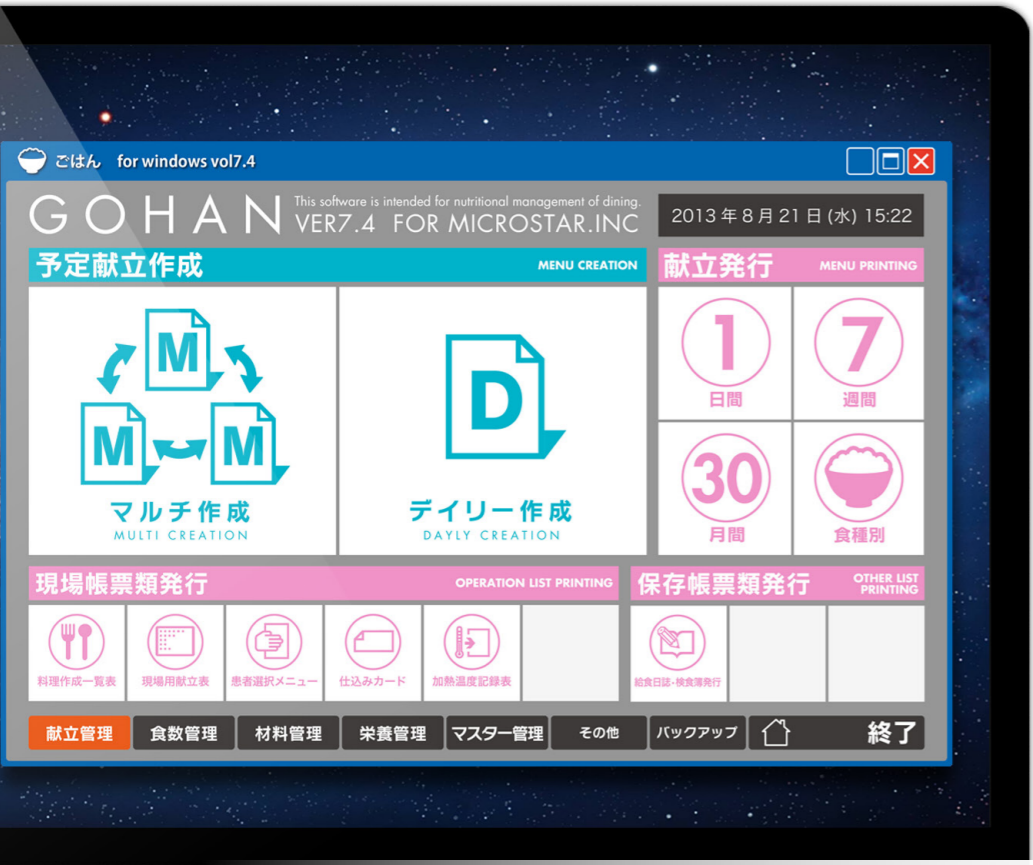 ごはん for windows vol7.4
GOHAN
This software is intended for nutritional management of dining.
VER7.4 FOR MICROSTAR.INC
2013年8月21日(水) 15:22
予定献立作成 MENU CREATION
献立発行 MENU PRINTING
M
M M
マルチ作成
MULTI CREATION
D
デイリー作成
DAYLY CREATION
1
日間
7
週間
30
月間
食種別
現場帳票類発行 OPERATION LIST PRINTING
保存帳票類発行 OTHER LIST
PRINTING
料理作成一覧表
現場用献立表
患者選択メニュー
仕込みカード
加熱温度記録表
給食日誌・検食簿発行
献立管理 食数管理 材料管理 栄養管理 マスター管理 その他 バックアップ 終了